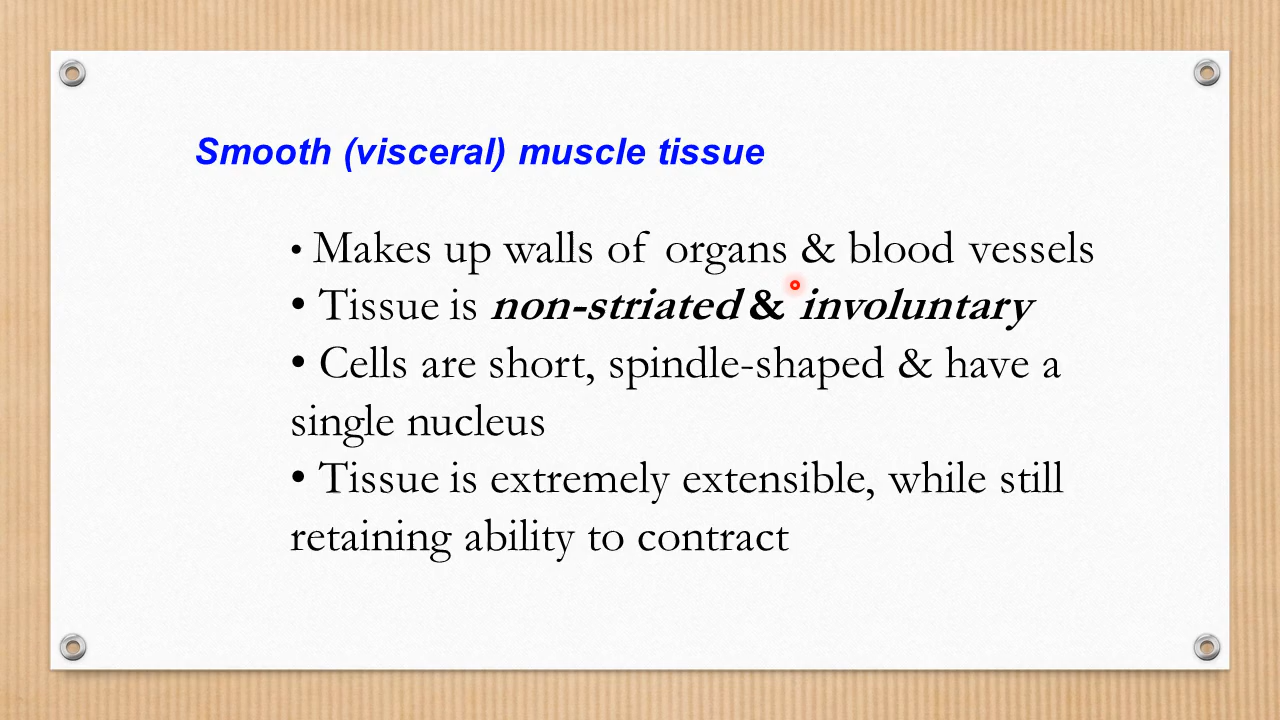 Smooth (visceral) muscle tissue
• Makes up walls of organs & blood vessels
• Tissue is non-striated & involuntary
• Cells are short, spindle-shaped & have a
single nucleus
• Tissue is extremely extensible, while still
retaining ability to contract